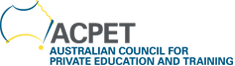 ACPET
AUSTRALIAN COUNCIL FOR
PRIVATE EDUCATION AND TRAINING